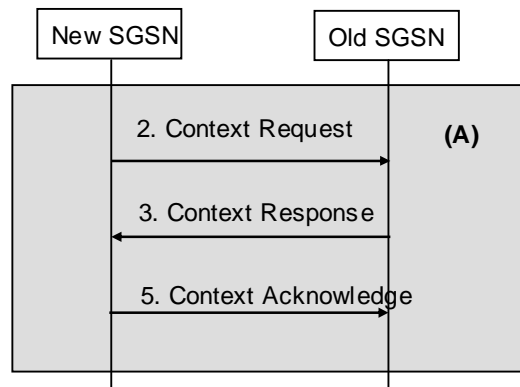 New SGSN
Old SGSN
2. Context Request
(A)
3. Context Response
5. Context Acknowledge